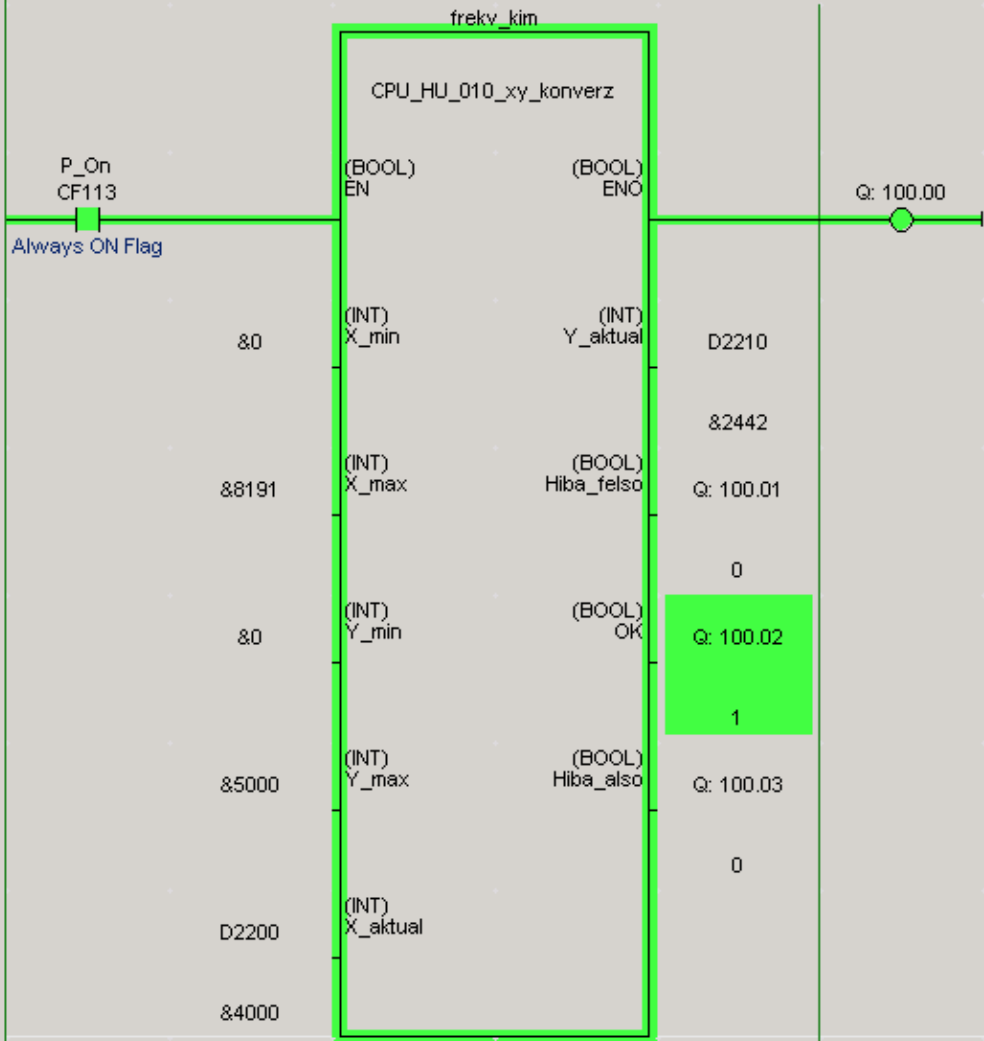 frekv_kim
CPU_HU_010_xy_konverz
P_On
CF113
Always ON Flag
(BOOL)
EN
(BOOL)
ENO
Q: 100.00
&0
(INT)
X_min
(INT)
Y_aktual
D2210
&2442
&8191
(INT)
X_max
(BOOL)
Hiba_felso
Q: 100.01
0
&0
(INT)
Y_min
(BOOL)
OK
Q: 100.02
1
&5000
(INT)
Y_max
(BOOL)
Hiba_also
Q: 100.03
0
D2200
(INT)
X_aktual
&4000